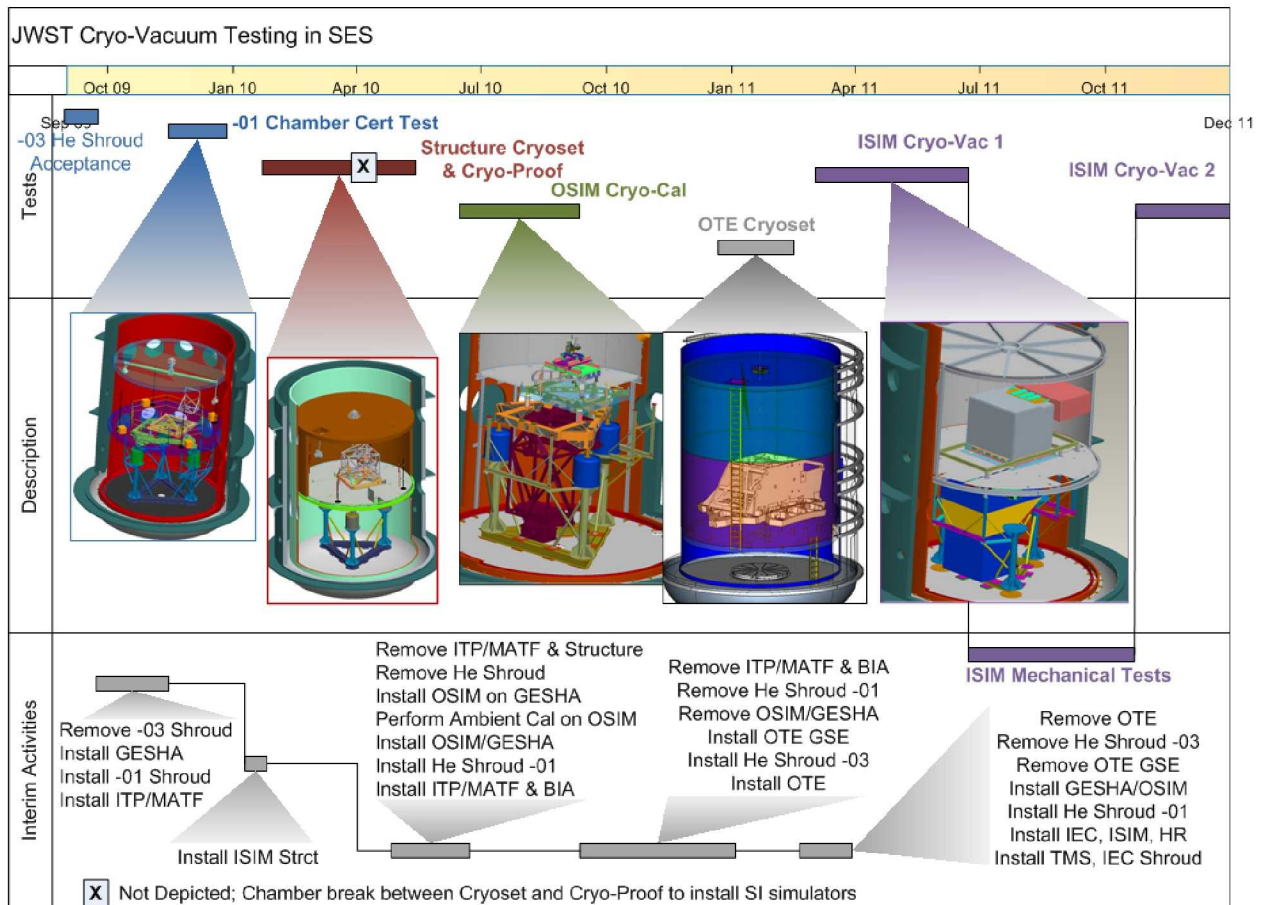 JWST Cryo-Vacuum Testing in SES
Oct 09 Jan 10 Apr 10 Jul 10 Oct 10 Jan 11 Apr 11 Jul 11 Oct 11
Sep 09
Dec 11
Tests
-03 He Shroud
Acceptance
-01 Chamber Cert Test
X
Structure Cryoset
& Cryo-Proof
OSIM Cryo-Cal
OTE Cryoset
ISIM Cryo-Vac 1
ISIM Cryo-Vac 2
Description
Interim Activities
Remove -03 Shroud
Install GESHA
Install -01 Shroud
Install ITP/MATF
Install ISIM Strct
Remove ITP/MATF & Structure
Remove He Shroud
Install OSIM on GESHA
Perform Ambient Cal on OSIM
Install OSIM/GESHA
Install He Shroud -01
Install ITP/MATF & BIA
Remove ITP/MATF & BIA
Remove He Shroud -01
Remove OSIM/GESHA
Install OTE GSE
Install He Shroud -03
Install OTE
ISIM Mechanical Tests
Remove OTE
Remove He Shroud -03
Remove OTE GSE
Install GESHA/OSIM
Install He Shroud -01
Install IEC, ISIM, HR
Install TMS, IEC Shroud
X Not Depicted; Chamber break between Cryoset and Cryo-Proof to install SI simulators